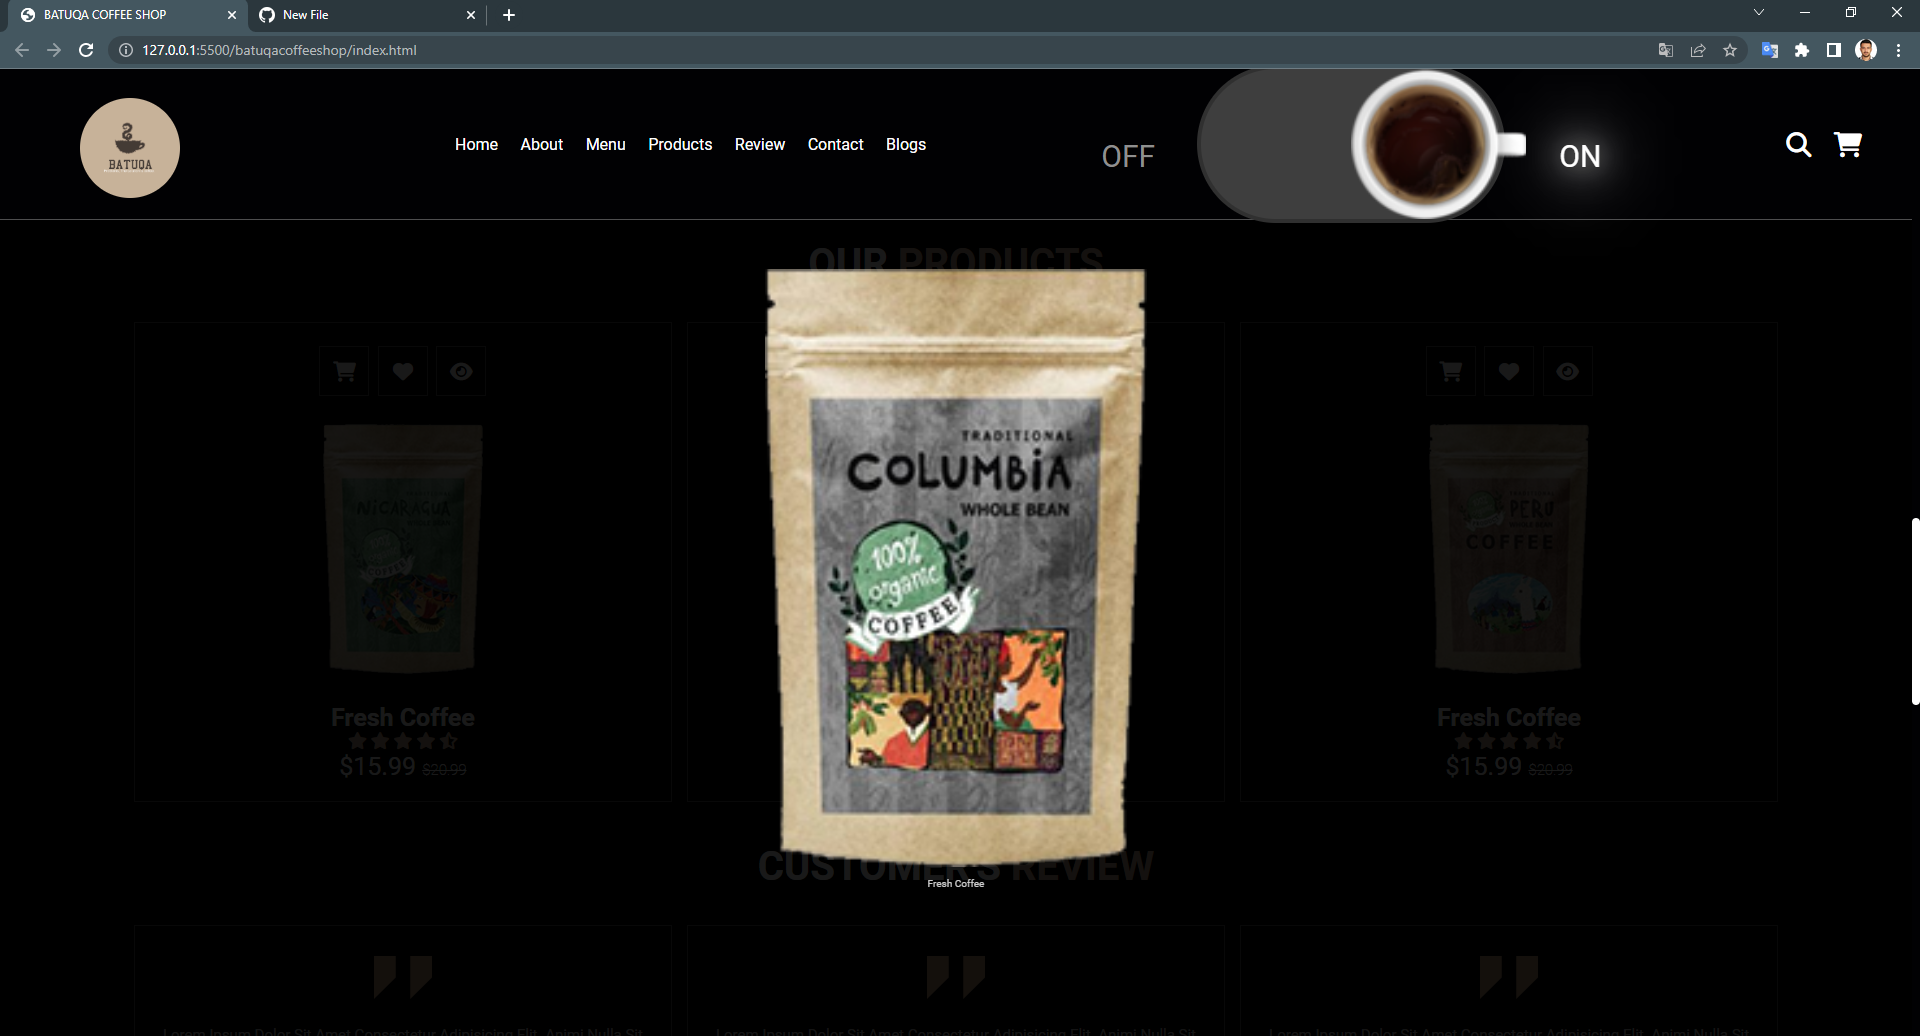 BATUQA COFFEE SHOP
New File
127.0.0.1:5500/batuqacoffeeshop/index.html
BATUQA
Home About Menu Products Review Contact Blogs
OFF
ON
OUR PRODUCTS
TRADITIONAL
COLUMBiA
WHOLE BEAN
100%
organic
COFFEE
NiCARAGUA
COFFEE
TRADITIONAL
PERU
WHOLE BEAN
COFFEE
Fresh Coffee
$15.99 $20.99
Fresh Coffee
$15.99 $20.99
CUSTOMER'S REVIEW
Fresh Coffee
Lorem Ipsum Dolor Sit Amet Consectetur Adipisicing Elit. Animi Nulla Sit
Lorem Ipsum Dolor Sit Amet Consectetur Adipisicing Elit. Animi Nulla Sit
Lorem Ipsum Dolor Sit Amet Consectetur Adipisicing Elit. Animi Nulla Sit